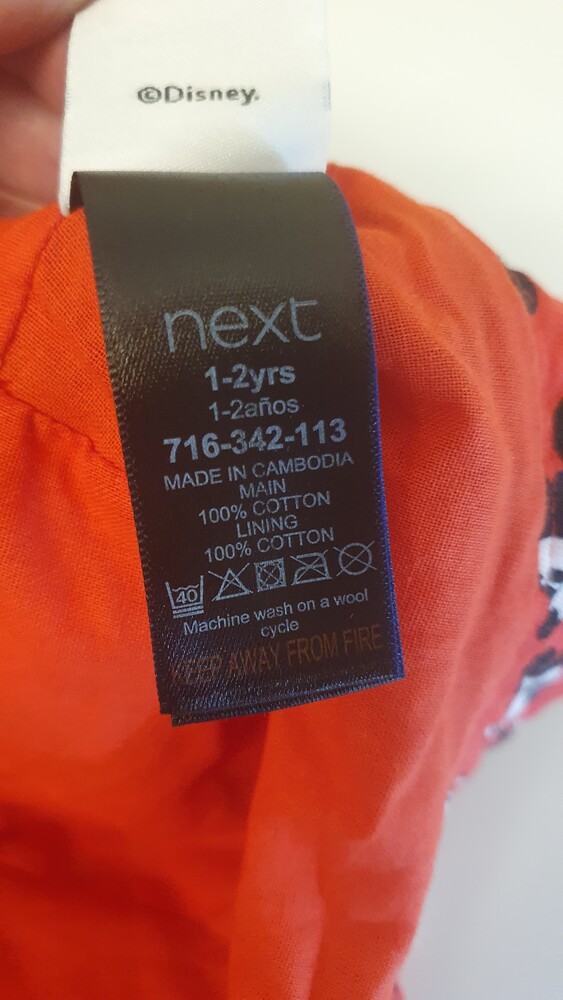 ©Disney.
next
1-2yrs
1-2años
716-342-113
MADE IN CAMBODIA
MAIN
100% COTTON
LINING
100% COTTON
40
Machine wash on a wool
cycle
KEEP AWAY FROM FIRE